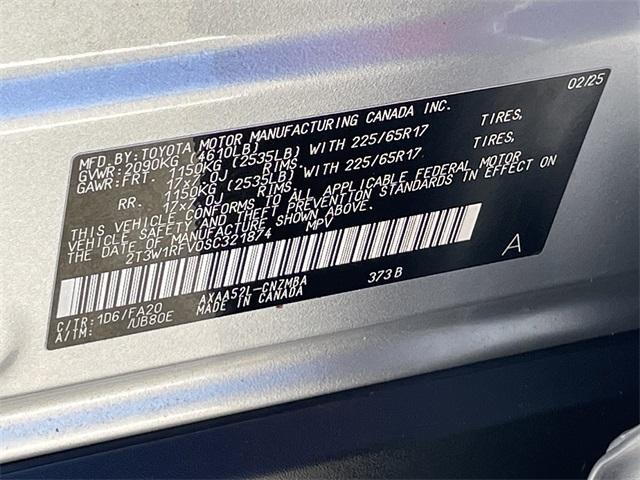 02/25
MFD. BY:TOYOTA MOTOR MANUFACTURING CANADA INC.
GVWR:2090KG (4610LB)
GAWR:FRT 1150KG (2535LB) WITH 225/65R17 TIRES,
17X7.0J RIMS,
RR. 1150KG (2535LB) WITH 225/65R17 TIRES,
17X7.0J RIMS.
THIS VEHICLE CONFORMS TO ALL APPLICABLE FEDERAL MOTOR
VEHICLE SAFETY AND THEFT PREVENTION STANDARDS IN EFFECT ON
THE DATE OF MANUFACTURE SHOWN ABOVE.
2T3W1RFV0SC321874 MPV
A
C/TR:1D6/FA20 AXAA52L-CNZMBA 373B
A/TM: /UB80E MADE IN CANADA